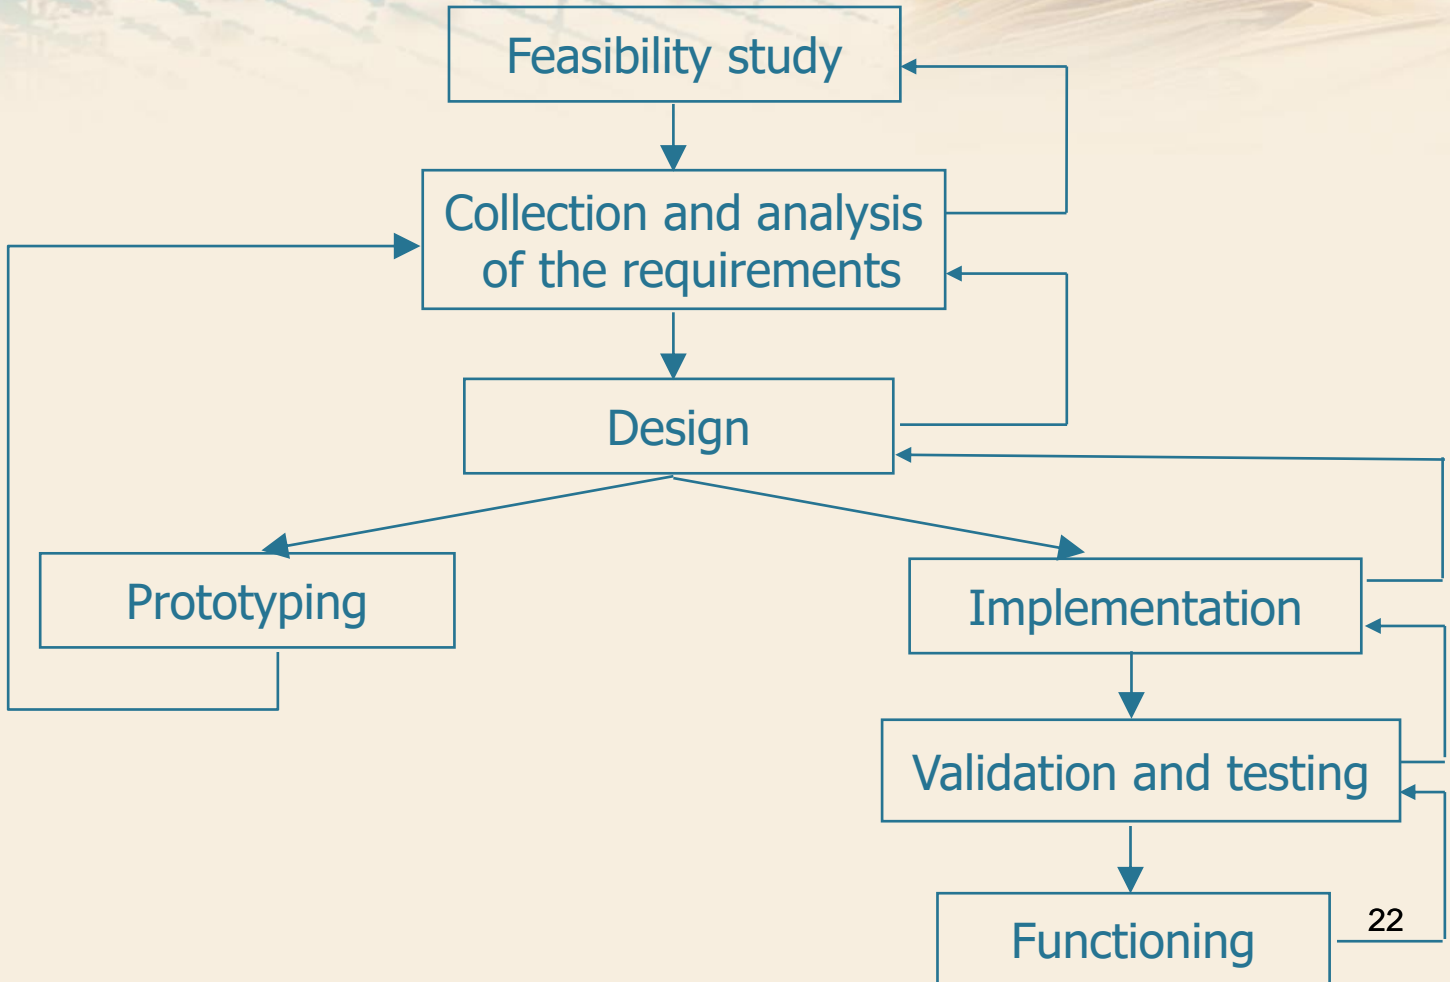 Feasibility study
Collection and analysis
of the requirements
Design
Prototyping
Implementation
Validation and testing
Functioning
22